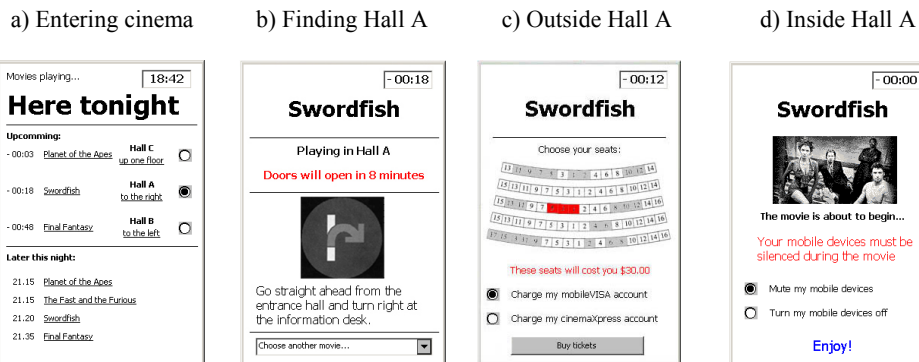 a) Entering cinema
b) Finding Hall A
c) Outside Hall A
d) Inside Hall A
Movies playing...
18:42
Here tonight
Upcomming:
- 00:03 Planet of the Apes Hall C up one floor
- 00:18 Swordfish Hall A to the right
- 00:48 Final Fantasy Hall B to the left
Later this night:
21.15 Planet of the Apes
21.15 The Fast and the Furious
21.20 Swordfish
21.35 Final Fantasy
- 00:18
Swordfish
Playing in Hall A
Doors will open in 8 minutes
Go straight ahead from the
entrance hall and turn right at
the information desk.
Choose another movie...
- 00:12
Swordfish
Choose your seats:
These seats will cost you $30.00
Charge my mobileVISA account
Charge my cinemaXpress account
Buy tickets
- 00:00
Swordfish
The movie is about to begin...
Your mobile devices must be
silenced during the movie
Mute my mobile devices
Turn my mobile devices off
Enjoy!